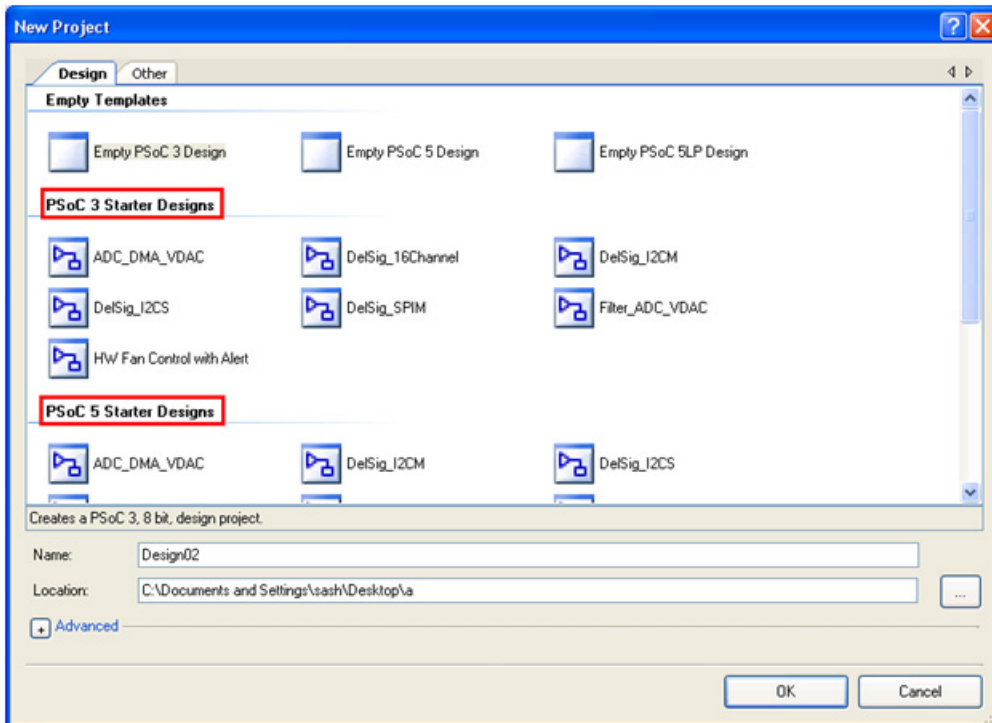 New Project
Design Other
Empty Templates
Empty PSoC 3 Design Empty PSoC 5 Design Empty PSoC 5LP Design
PSoC 3 Starter Designs
ADC_DMA_VDAC DelSig_16Channel DelSig_I2CM
DelSig_I2CS DelSig_SPIM Filter_ADC_VDAC
HW Fan Control with Alert
PSoC 5 Starter Designs
ADC_DMA_VDAC DelSig_I2CM DelSig_I2CS
Creates a PSoC 3, 8 bit, design project.
Name: Design02
Location: C:\Documents and Settings\sash\Desktop\a ...
+ Advanced
OK Cancel